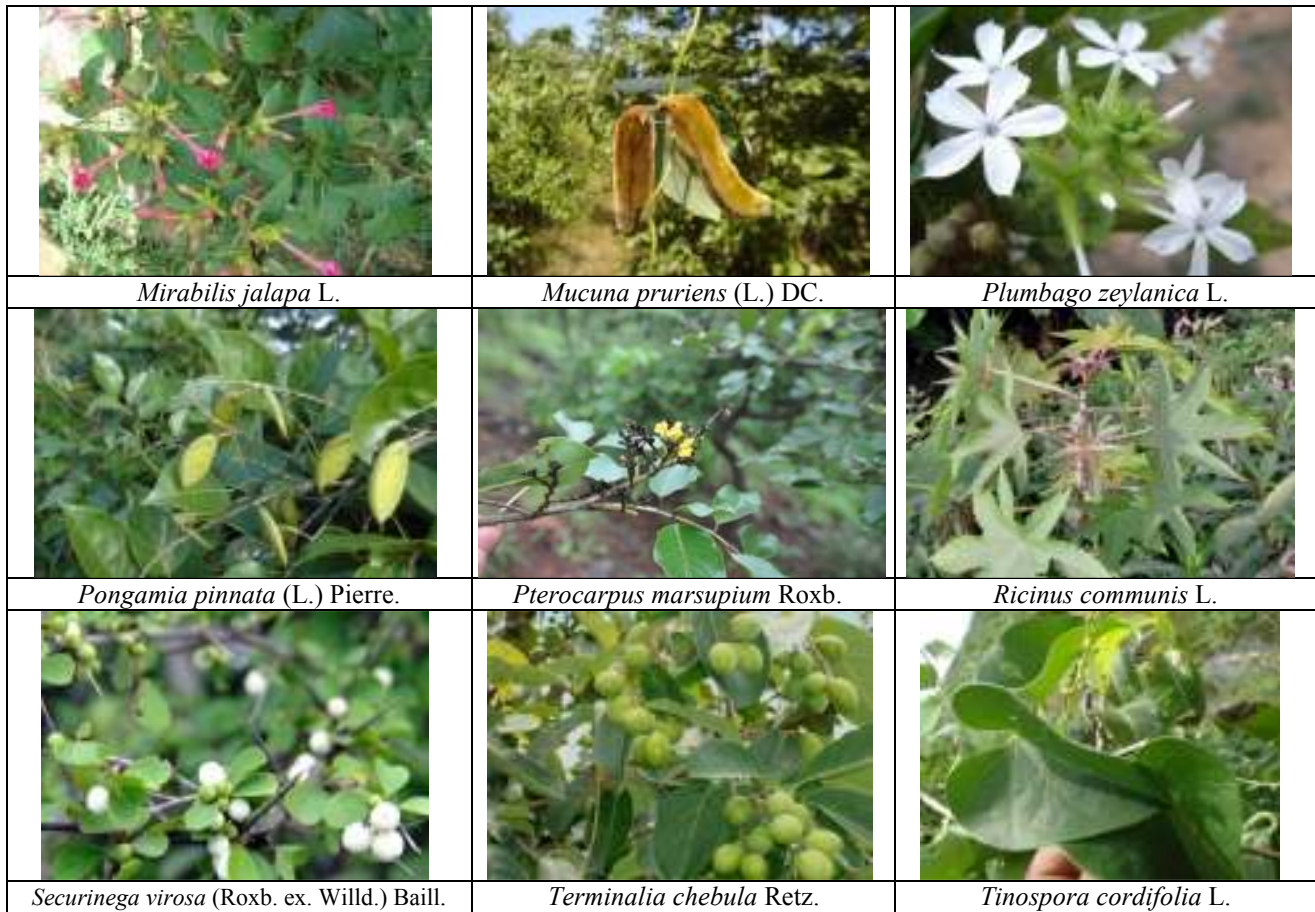 Mirabilis jalapa L.
Mucuna pruriens (L.) DC.
Plumbago zeylanica L.
Pongamia pinnata (L.) Pierre.
Pterocarpus marsupium Roxb.
Ricinus communis L.
Securinega virosa (Roxb. ex. Willd.) Baill.
Terminalia chebula Retz.
Tinospora cordifolia L.